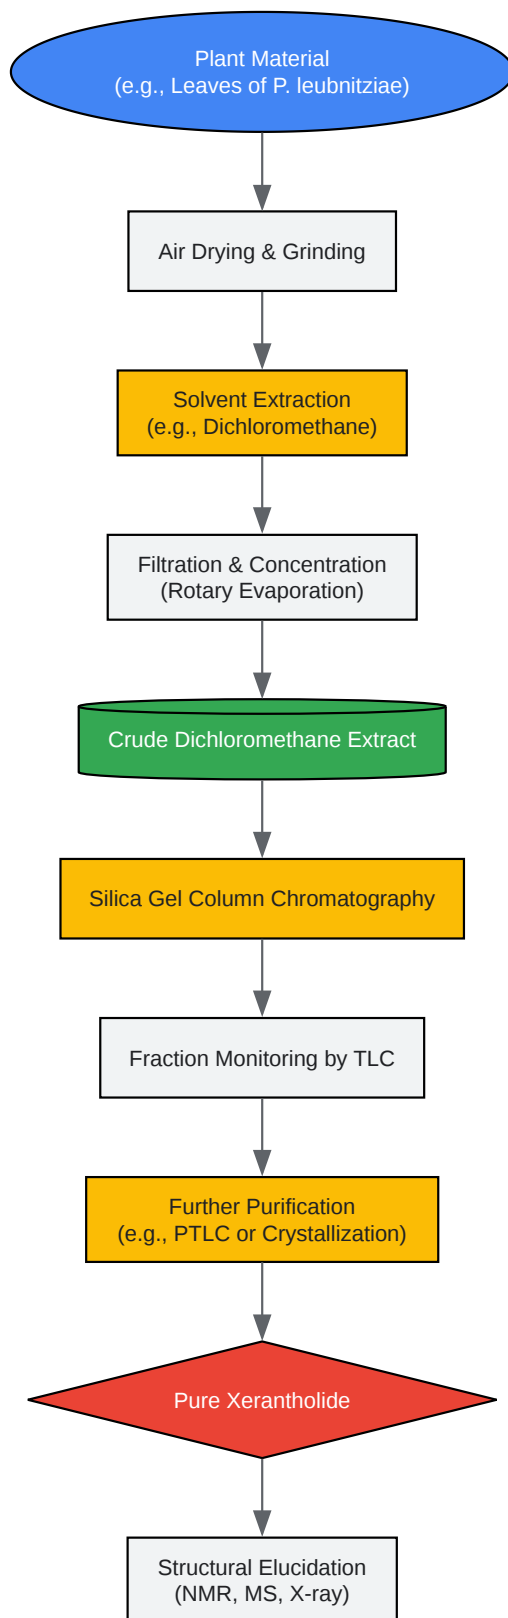 Plant Material
(e.g., Leaves of P. leubnitziae)
Air Drying & Grinding
Solvent Extraction
(e.g., Dichloromethane)
Filtration & Concentration
(Rotary Evaporation)
Crude Dichloromethane Extract
Silica Gel Column Chromatography
Fraction Monitoring by TLC
Further Purification
(e.g., PTLC or Crystallization)
Pure Xerantholide
Structural Elucidation
(NMR, MS, X-ray)